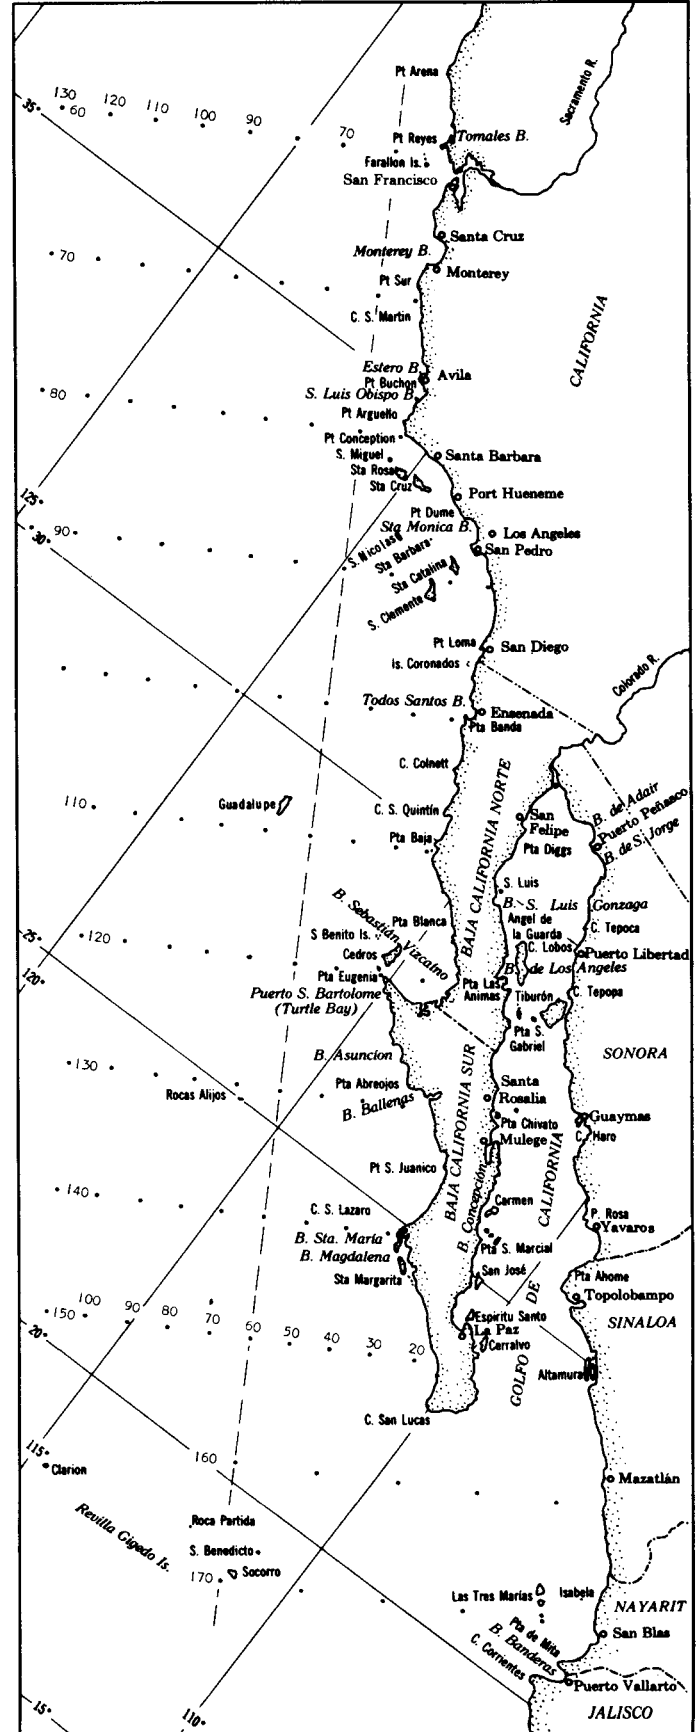 Pt Arena
Sacramento R.
130 120 110 100 90
35°
60
70
Pt Reyes
Tomales B.
Farallon Is.
San Francisco
Santa Cruz
Monterey B.
70
Monterey
Pt Sur
C. S. Martin
CALIFORNIA
Estero B.
Avila
Pt Buchon
80
S. Luis Obispo B.
Pt Arguello
Pt Conception
S. Miguel
Santa Barbara
Sta Rosa
Sta Cruz
Port Hueneme
125°
Pt Dume
Sta Monica B.
30°
90
Los Angeles
S. Nicolas
Sta Barbara
San Pedro
Sta Catalina
S. Clemente
Pt Loma
San Diego
Is. Coronados
Colorado R.
Todos Santos B.
Ensenada
Pta Banda
C. Colnett
110
Guadalupe
C. S. Quintín
BAJA CALIFORNIA NORTE
San
Felipe
B. de Adair
Puerto Peñasco
B. de S. Jorge
Pta Baja
Pta Diggs
S. Luis
B. S. Luis Gonzaga
B. Sebastián Vizcaíno
Pta Blanca
Angel de
la Guarda
C. Tepoca
25°
120
S Benito Is.
C. Lobos
Puerto Libertad
Cedros
B. de Los Angeles
120°
Pta Eugenia
Pta Las
Animas
Tiburón
C. Tepopa
Puerto S. Bartolome
(Turtle Bay)
Pta S.
Gabriel
B. Asuncion
SONORA
130
Pta Abreojos
Santa
Rosalia
Rocas Alijos
B. Ballenas
BAJA CALIFORNIA SUR
Guaymas
Pta Chivato
Mulege
C. Haro
Pt S. Juanico
B. Concepción
GOLFO DE CALIFORNIA
140
Carmen
C. S. Lazaro
P. Rosa
Yavaros
B. Sta. María
Pta S. Marcial
B. Magdalena
San José
Pta Ahome
Sta Margarita
Topolobampo
150 100 90 80 70 60 50 40 30 20
20°
Espiritu Santo
La Paz
SINALOA
Cerralvo
Altamura
C. San Lucas
115°
160
Clarion
Mazatlán
Revilla Gigedo Is.
Roca Partida
S. Benedicto
170
Socorro
Las Tres Marías
Isabela
NAYARIT
Pta de Mita
San Blas
B. Banderas
C. Corrientes
Puerto Vallarto
15°
110°
JALISCO